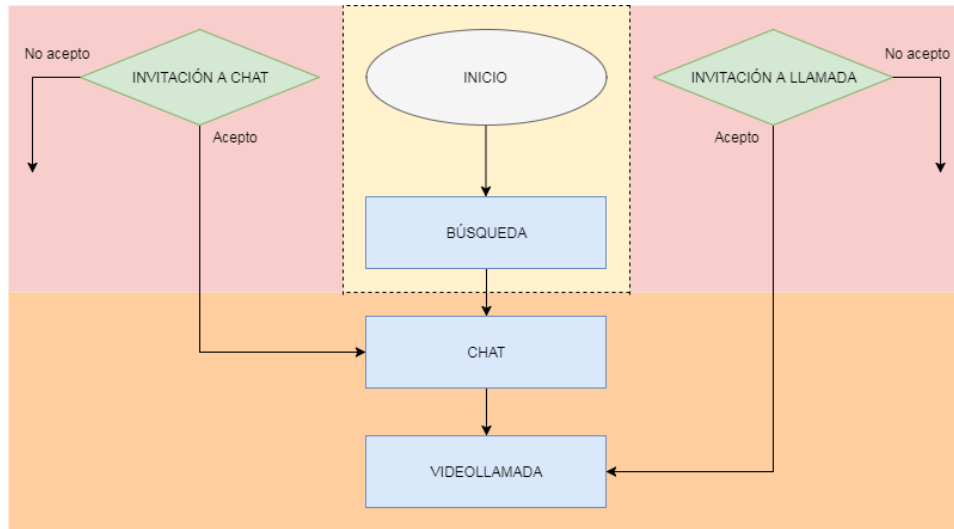 No acepto
INVITACIÓN A CHAT
INICIO
INVITACIÓN A LLAMADA
No acepto
Acepto
Acepto
BÚSQUEDA
CHAT
VIDEOLLAMADA